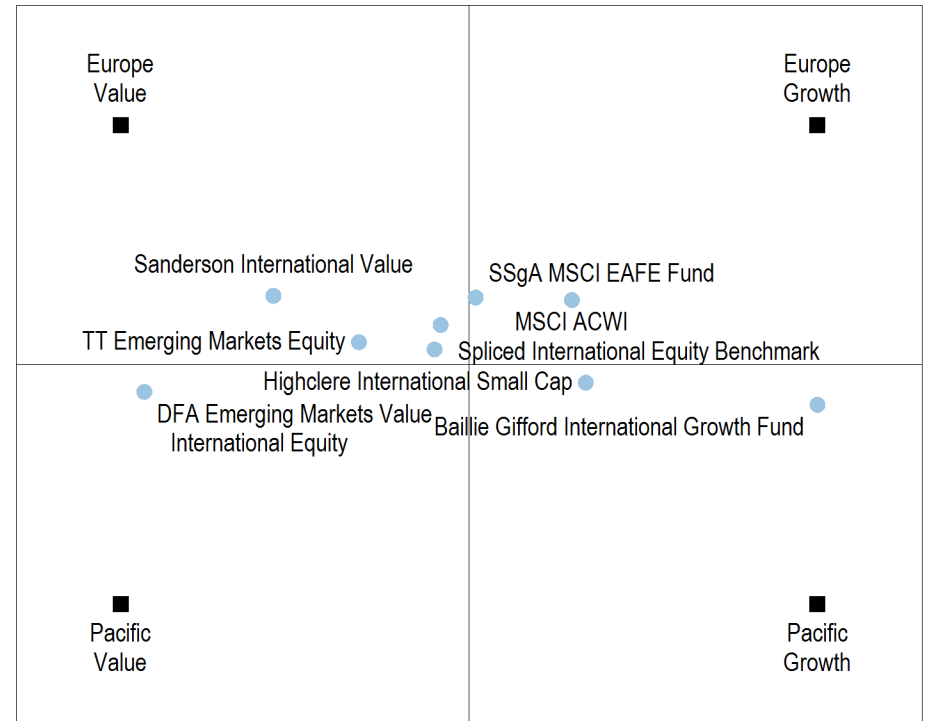 Europe
Value
Europe
Growth
Sanderson International Value
SSgA MSCI EAFE Fund
MSCI ACWI
TT Emerging Markets Equity
Spliced International Equity Benchmark
Highclere International Small Cap
DFA Emerging Markets Value
International Equity
Baillie Gifford International Growth Fund
Pacific
Value
Pacific
Growth